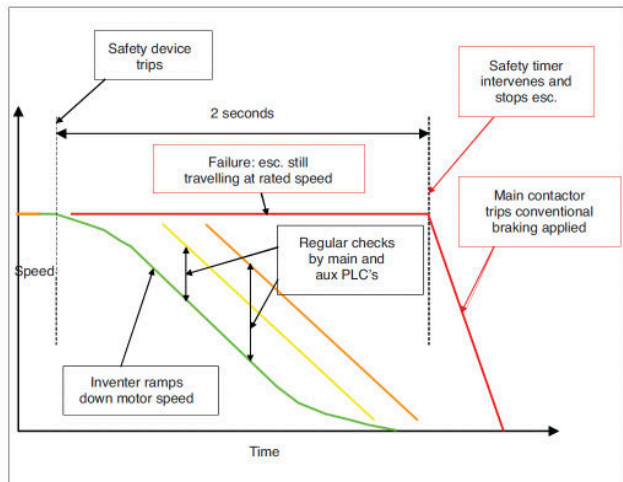 Safety device
trips
Safety timer
intervenes and
stops esc.
2 seconds
Failure: esc. still
travelling at rated speed
Main contactor
trips conventional
braking applied
Regular checks
by main and
aux PLC's
Speed
Inventer ramps
down motor speed
Time